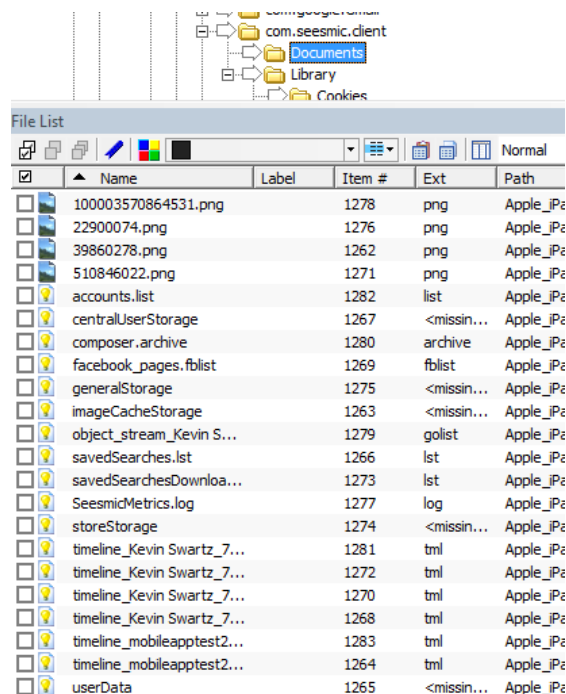 com.google.Gmail
com.seesmic.client
Documents
Library
Cookies
File List
Normal
Name Label Item # Ext Path
100003570864531.png 1278 png Apple_iPa
22900074.png 1276 png Apple_iPa
39860278.png 1262 png Apple_iPa
510846022.png 1271 png Apple_iPa
accounts.list 1282 list Apple_iPa
centralUserStorage 1267 <missin... Apple_iPa
composer.archive 1280 archive Apple_iPa
facebook_pages.fblist 1269 fblist Apple_iPa
generalStorage 1275 <missin... Apple_iPa
imageCacheStorage 1263 <missin... Apple_iPa
object_stream_Kevin S... 1279 golist Apple_iPa
savedSearches.lst 1266 lst Apple_iPa
savedSearchesDownloa... 1273 lst Apple_iPa
SeesmicMetrics.log 1277 log Apple_iPa
storeStorage 1274 <missin... Apple_iPa
timeline_Kevin Swartz_7... 1281 tml Apple_iPa
timeline_Kevin Swartz_7... 1272 tml Apple_iPa
timeline_Kevin Swartz_7... 1270 tml Apple_iPa
timeline_Kevin Swartz_7... 1268 tml Apple_iPa
timeline_mobileapptest2... 1283 tml Apple_iPa
timeline_mobileapptest2... 1264 tml Apple_iPa
userData 1265 <missin... Apple_iPa